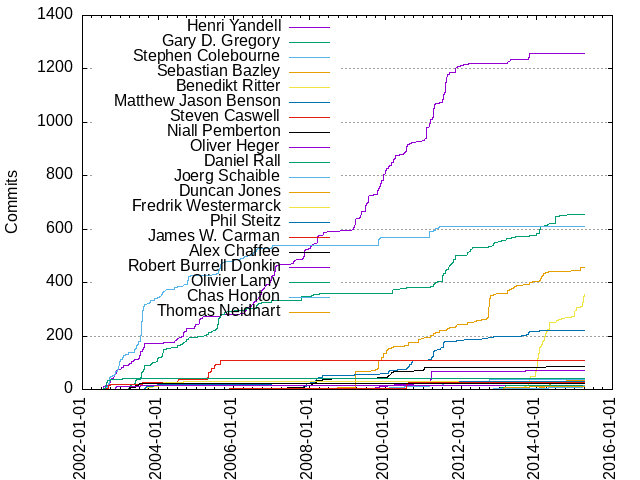 1400
1200
1000
800
600
400
200
0
Commits
Henri Yandell
Gary D. Gregory
Stephen Colebourne
Sebastian Bazley
Benedikt Ritter
Matthew Jason Benson
Steven Caswell
Niall Pemberton
Oliver Heger
Daniel Rall
Joerg Schaible
Duncan Jones
Fredrik Westermarck
Phil Steitz
James W. Carman
Alex Chaffee
Robert Burrell Donkin
Olivier Lamy
Chas Honton
Thomas Neidhart
2002-01-01
2004-01-01
2006-01-01
2008-01-01
2010-01-01
2012-01-01
2014-01-01
2016-01-01